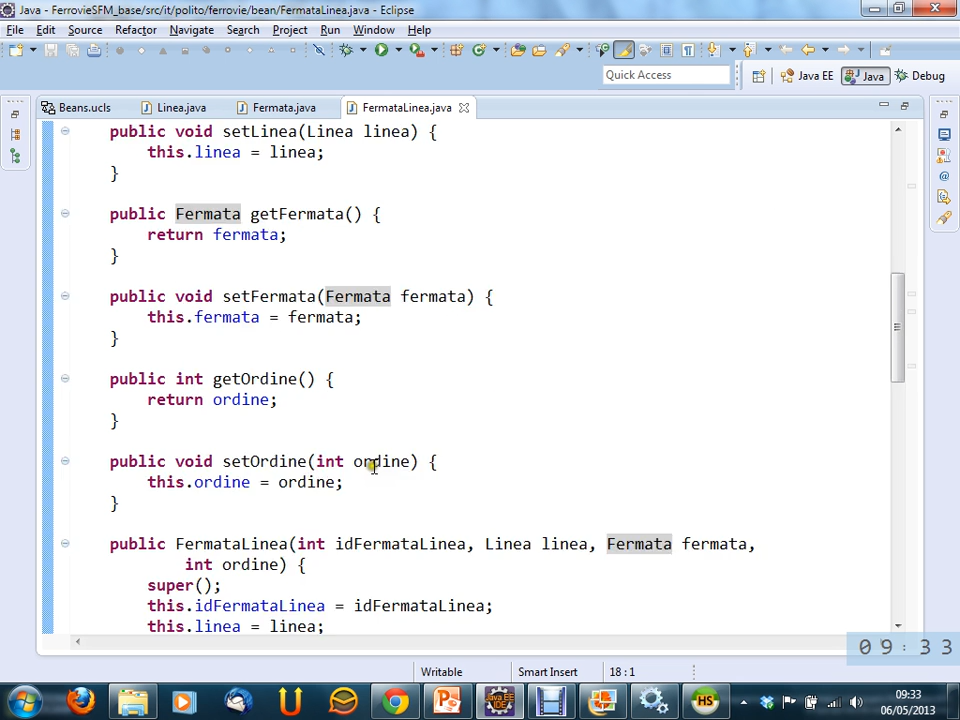 Java - FerrovieSFM_base/src/it/polito/ferrovie/bean/FermataLinea.java - Eclipse
File Edit Source Refactor Navigate Search Project Run Window Help
Quick Access
Java EE
Java
Debug
Beans.ucls
Linea.java
Fermata.java
FermataLinea.java
public void setLinea(Linea linea) {
this.linea = linea;
}
public Fermata getFermata() {
return fermata;
}
public void setFermata(Fermata fermata) {
this.fermata = fermata;
}
public int getOrdine() {
return ordine;
}
public void setOrdine(int ordine) {
this.ordine = ordine;
}
public FermataLinea(int idFermataLinea, Linea linea, Fermata fermata,
int ordine) {
super();
this.idFermataLinea = idFermataLinea;
this.linea = linea;
09:33
Writable
Smart Insert
18 : 1
Java EE
IDE
HS
09:33
06/05/2013